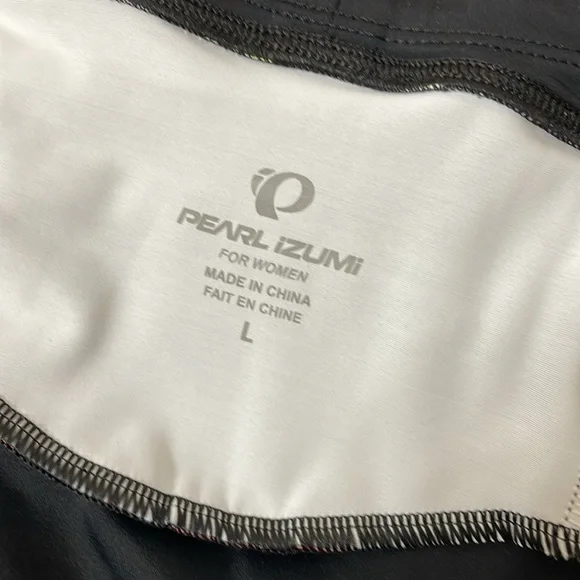 PEARL iZUMi
FOR WOMEN
MADE IN CHINA
FAIT EN CHINE
L